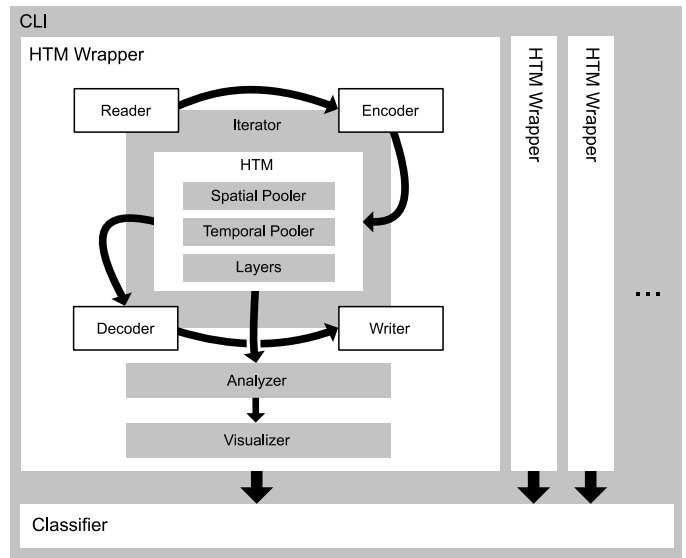 CLI
HTM Wrapper
HTM Wrapper
HTM Wrapper
Reader
Encoder
Iterator
HTM
Spatial Pooler
Temporal Pooler
Layers
...
Decoder
Writer
Analyzer
Visualizer
Classifier